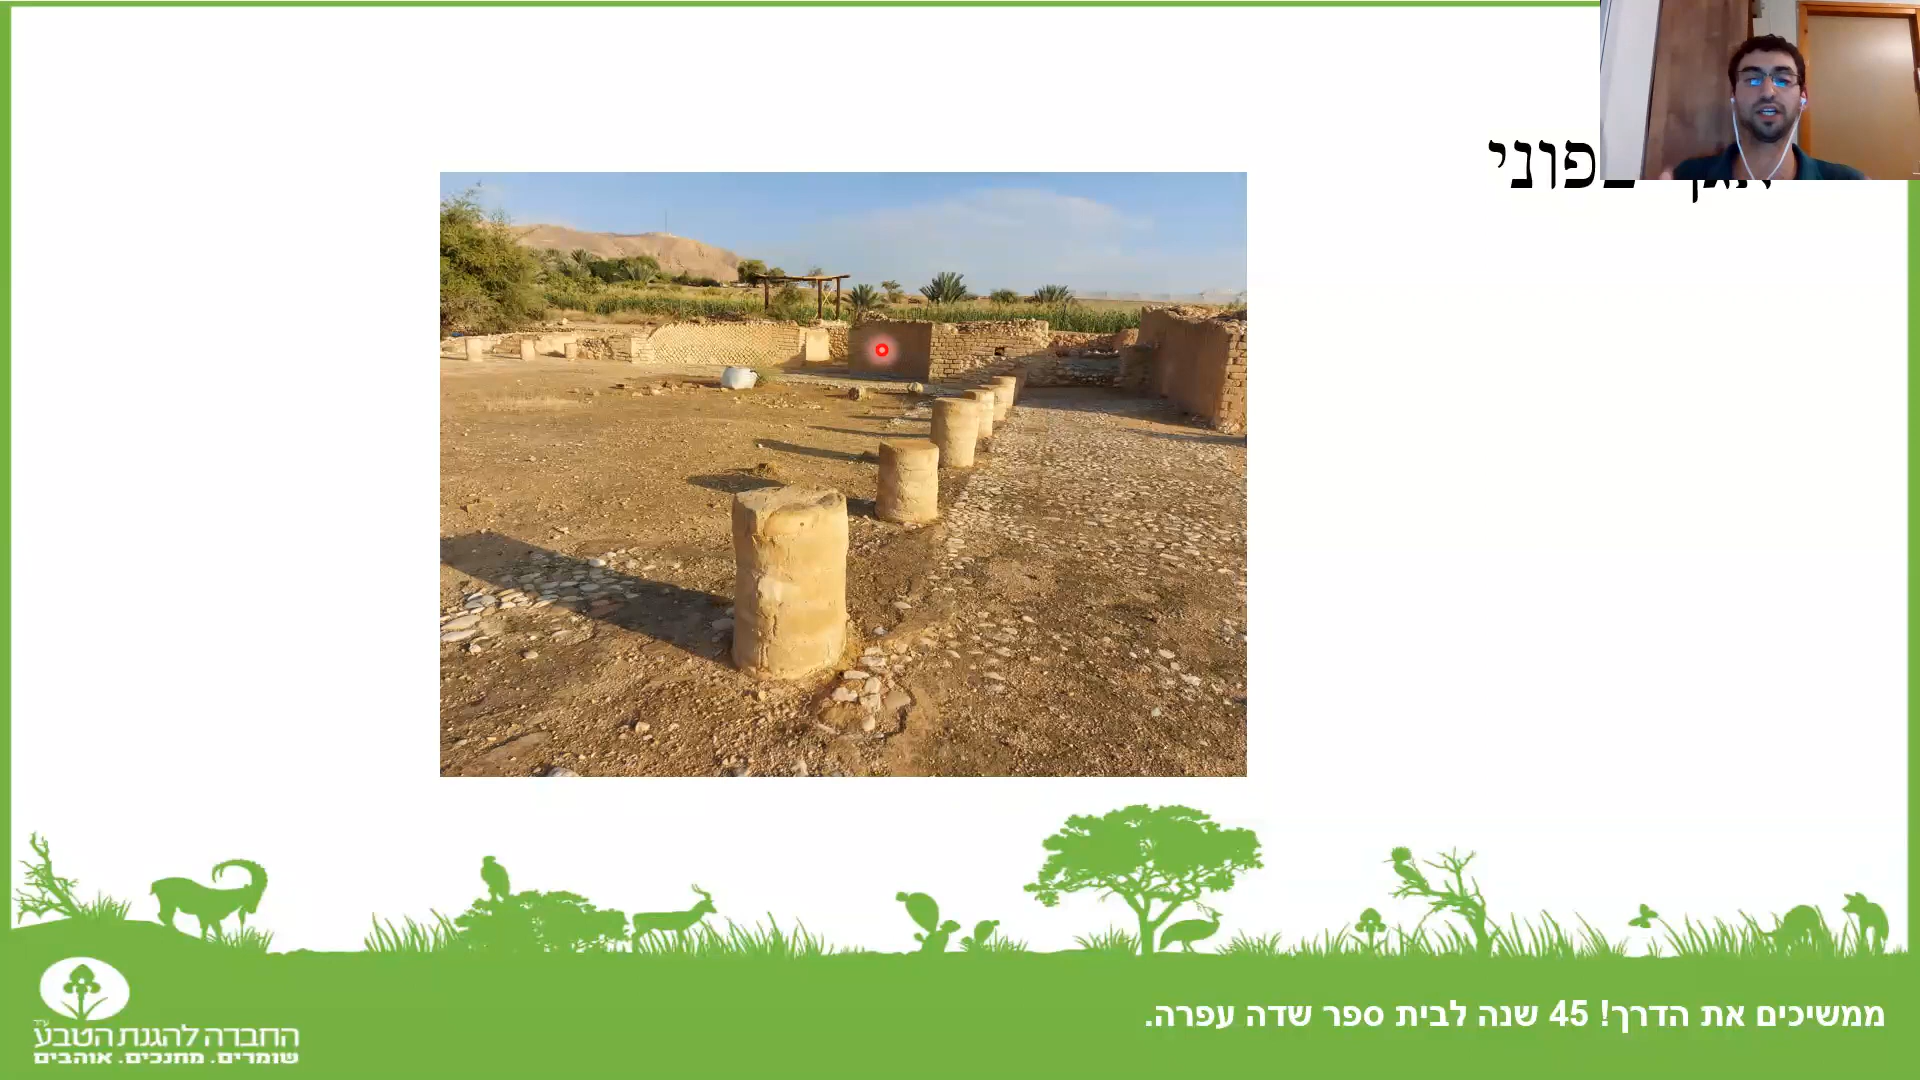 ממשיכים את הדרך! 45 שנה לבית ספר שדה עפרה.
החברה להגנת הטבע
שומרים. מחנכים. אוהבים